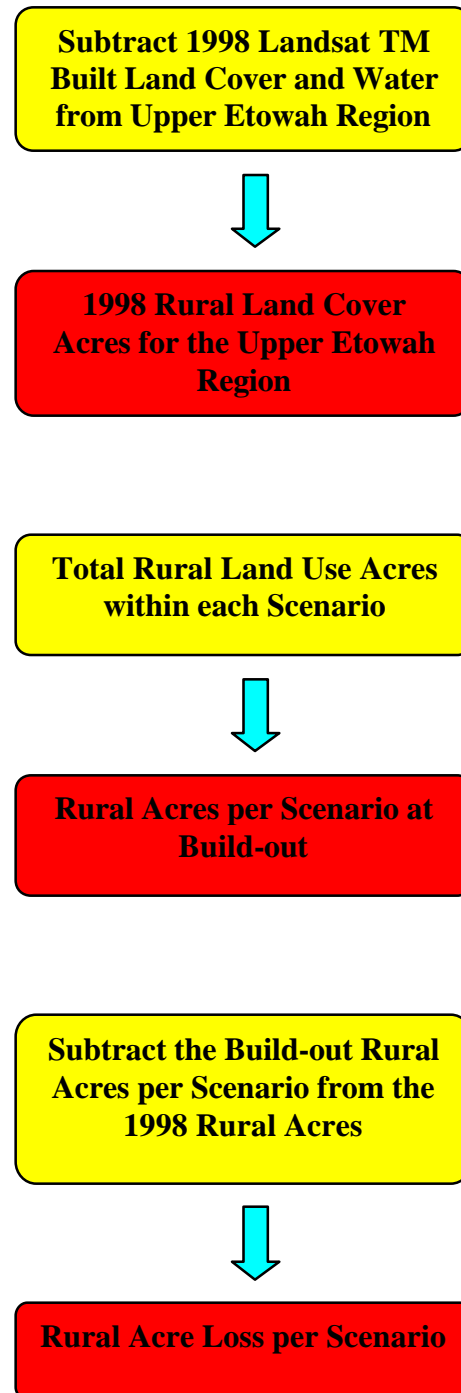 Subtract 1998 Landsat TM
Built Land Cover and Water
from Upper Etowah Region
1998 Rural Land Cover
Acres for the Upper Etowah
Region
Total Rural Land Use Acres
within each Scenario
Rural Acres per Scenario at
Build-out
Subtract the Build-out Rural
Acres per Scenario from the
1998 Rural Acres
Rural Acre Loss per Scenario